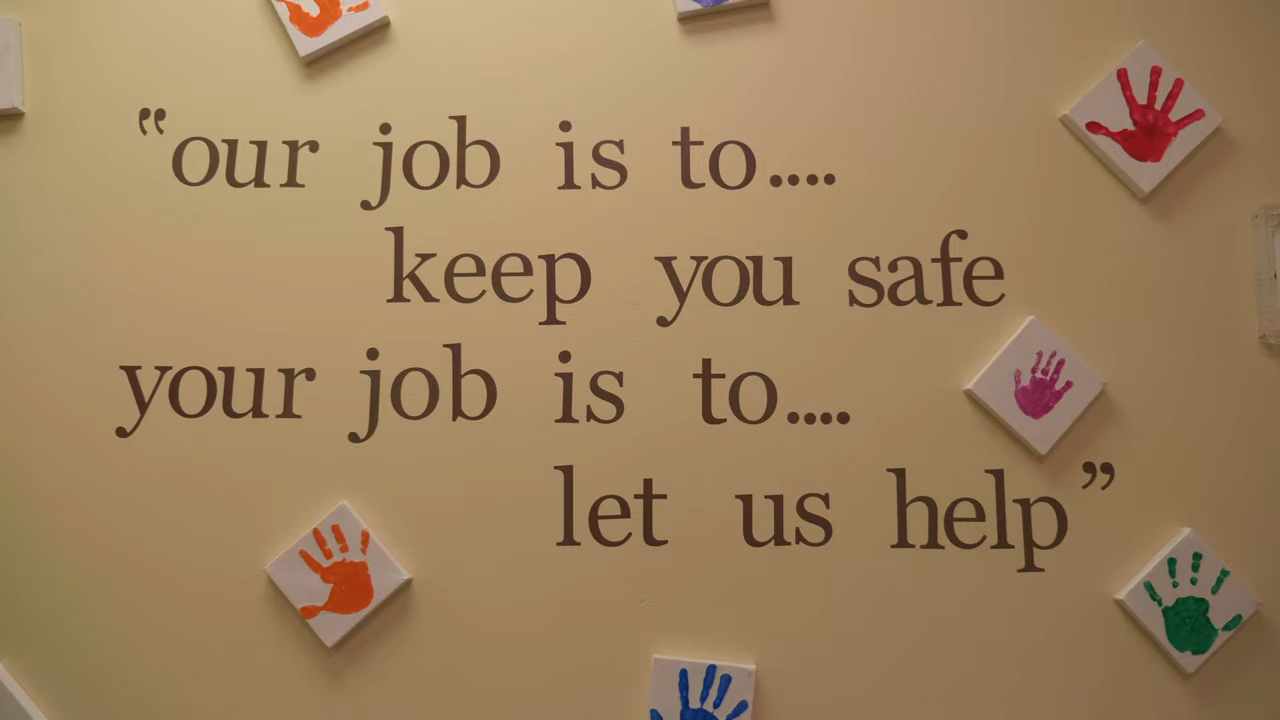 "our job is to....
keep you safe
your job is to....
let us help"